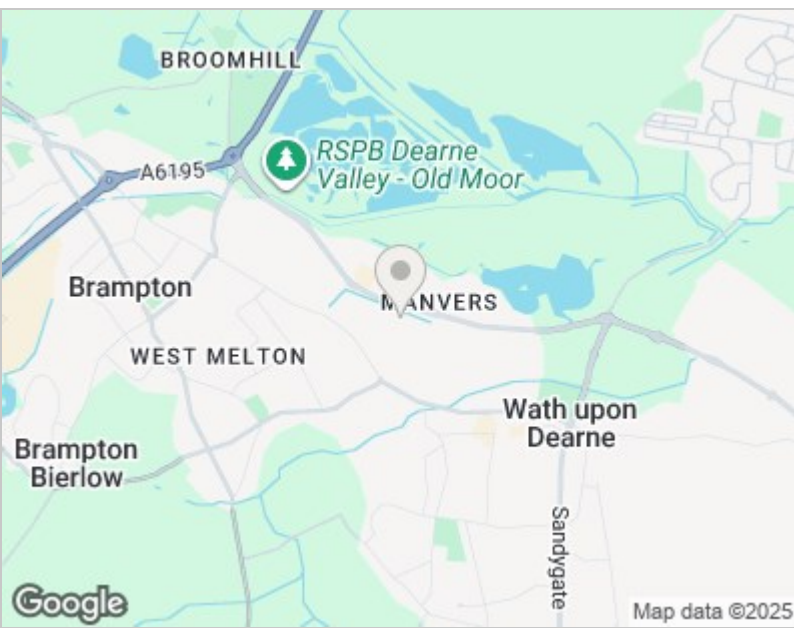 BROOMHILL
RSPB Dearne
Valley - Old Moor
A6195
Brampton
MANVERS
WEST MELTON
Wath upon
Dearne
Brampton
Bierlow
Sandygate
Google
Map data ©2025